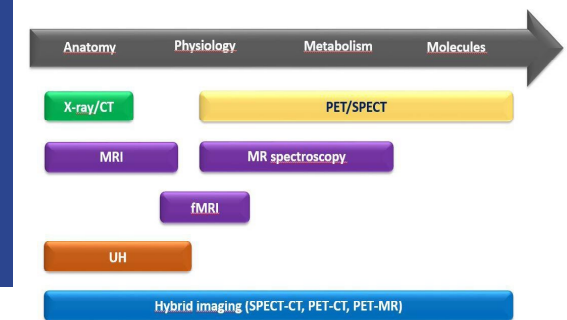 Anatomy Physiology Metabolism Molecules
X-ray/CT PET/SPECT
MRI MR spectroscopy
fMRI
UH
Hybrid imaging (SPECT-CT, PET-CT, PET-MR)